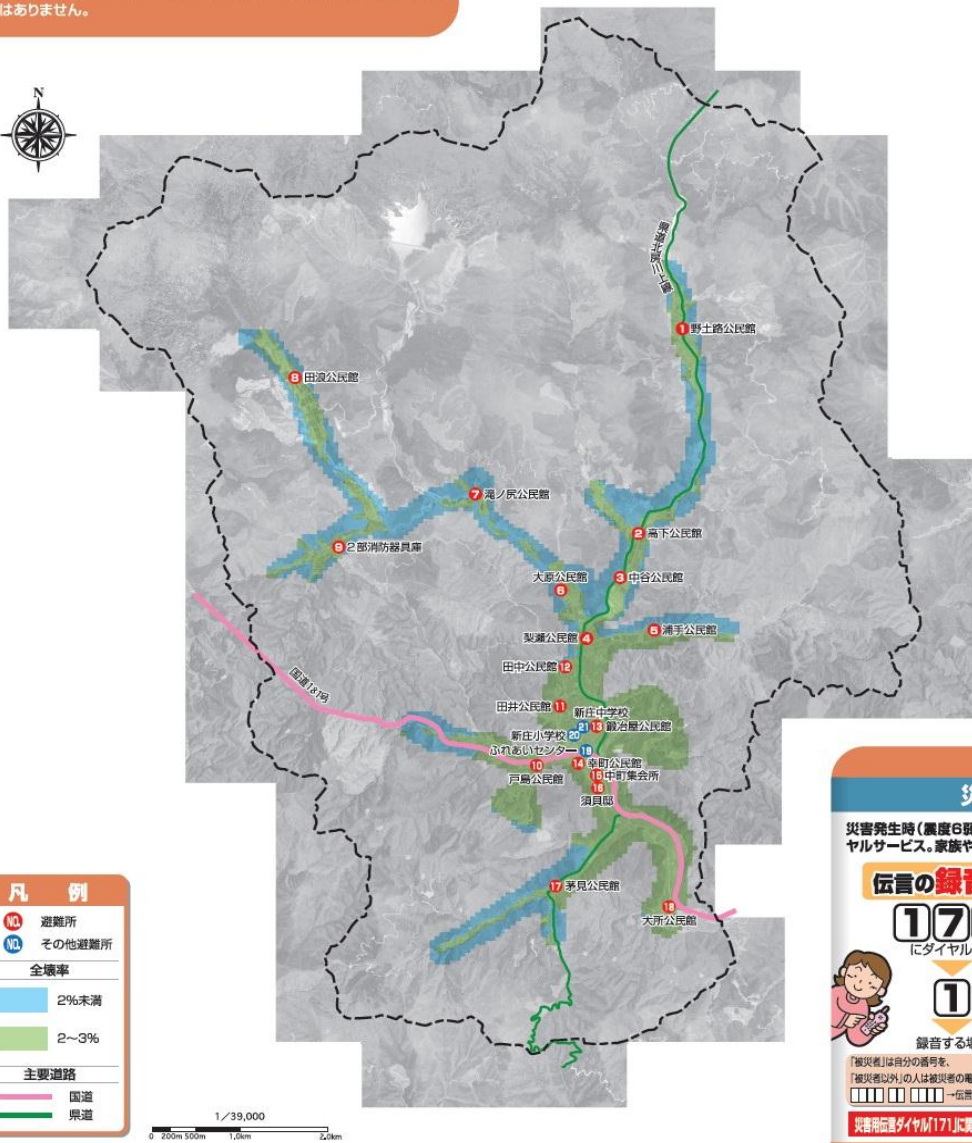 はありません。
N
県道北房川上線
1 野土路公民館
8 田浪公民館
7 滝ノ尻公民館
2 高下公民館
9 2部消防器具庫
大原公民館
6
3 中谷公民館
梨瀬公民館 4
5 浦手公民館
田中公民館 12
国道181号
田井公民館 11
新庄中学校
21 13 鍛冶屋公民館
新庄小学校 20
ふれあいセンター 19
10
戸島公民館
14 幸町公民館
15 中町集会所
16
須貝邸
17 茅見公民館
18
大所公民館
凡 例
NO. 避難所
NO. その他避難所
全壊率
2%未満
2〜3%
主要道路
国道
県道
1/39,000
0 200m 500m 1,0km 2,0km
災
災害発生時(震度6弱
ヤルサービス。家族や
伝言の録音
17
にダイヤル
1
録音する場
「被災者」は自分の番号を、
「被災者以外」の人は被災者の電
→伝言
災害用伝言ダイヤル「171」に関